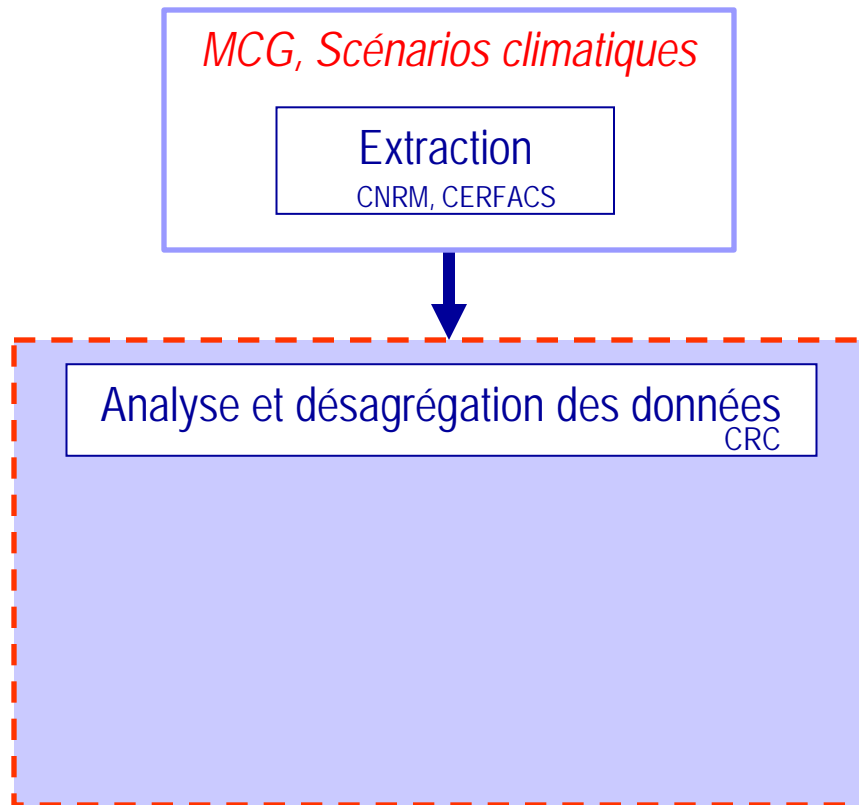 MCG, Scénarios climatiques
Extraction
CNRM, CERFACS
Analyse et désagrégation des données
CRC